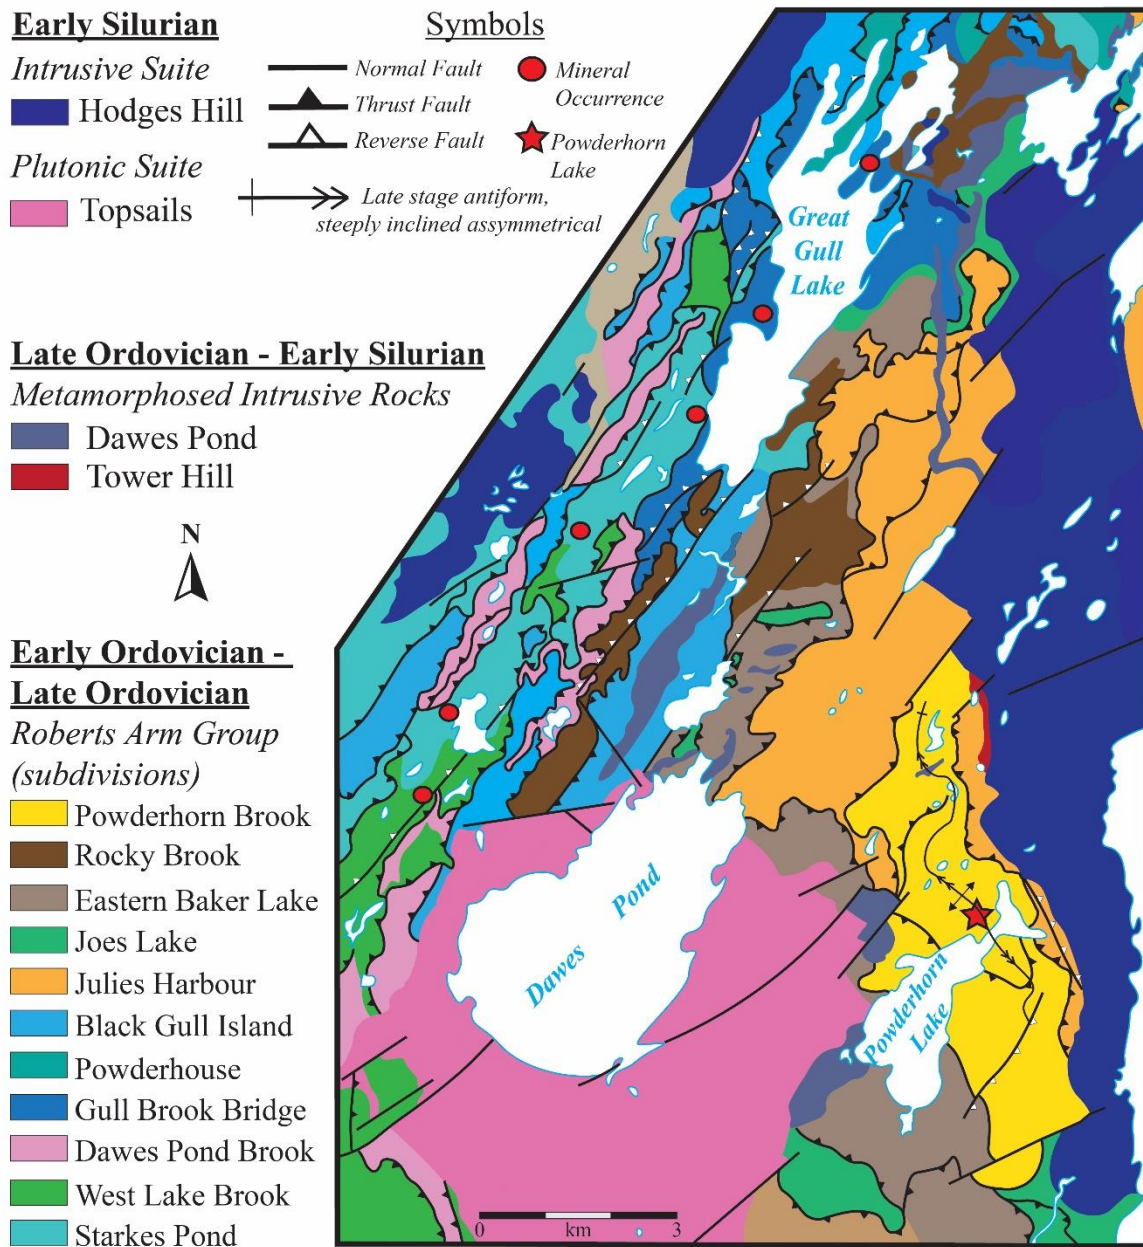 Early Silurian
Intrusive Suite
Hodges Hill
Plutonic Suite
Topsails
Symbols
Normal Fault
Thrust Fault
Reverse Fault
Mineral
Occurrence
Powderhorn
Lake
Late stage antiform,
steeply inclined assymmetrical
Late Ordovician - Early Silurian
Metamorphosed Intrusive Rocks
Dawes Pond
Tower Hill
N
Early Ordovician -
Late Ordovician
Roberts Arm Group
(subdivisions)
Powderhorn Brook
Rocky Brook
Eastern Baker Lake
Joes Lake
Julies Harbour
Black Gull Island
Powderhouse
Gull Brook Bridge
Dawes Pond Brook
West Lake Brook
Starkes Pond
Great
Gull
Lake
Dawes Pond
Powderhorn
Lake
0 km 3